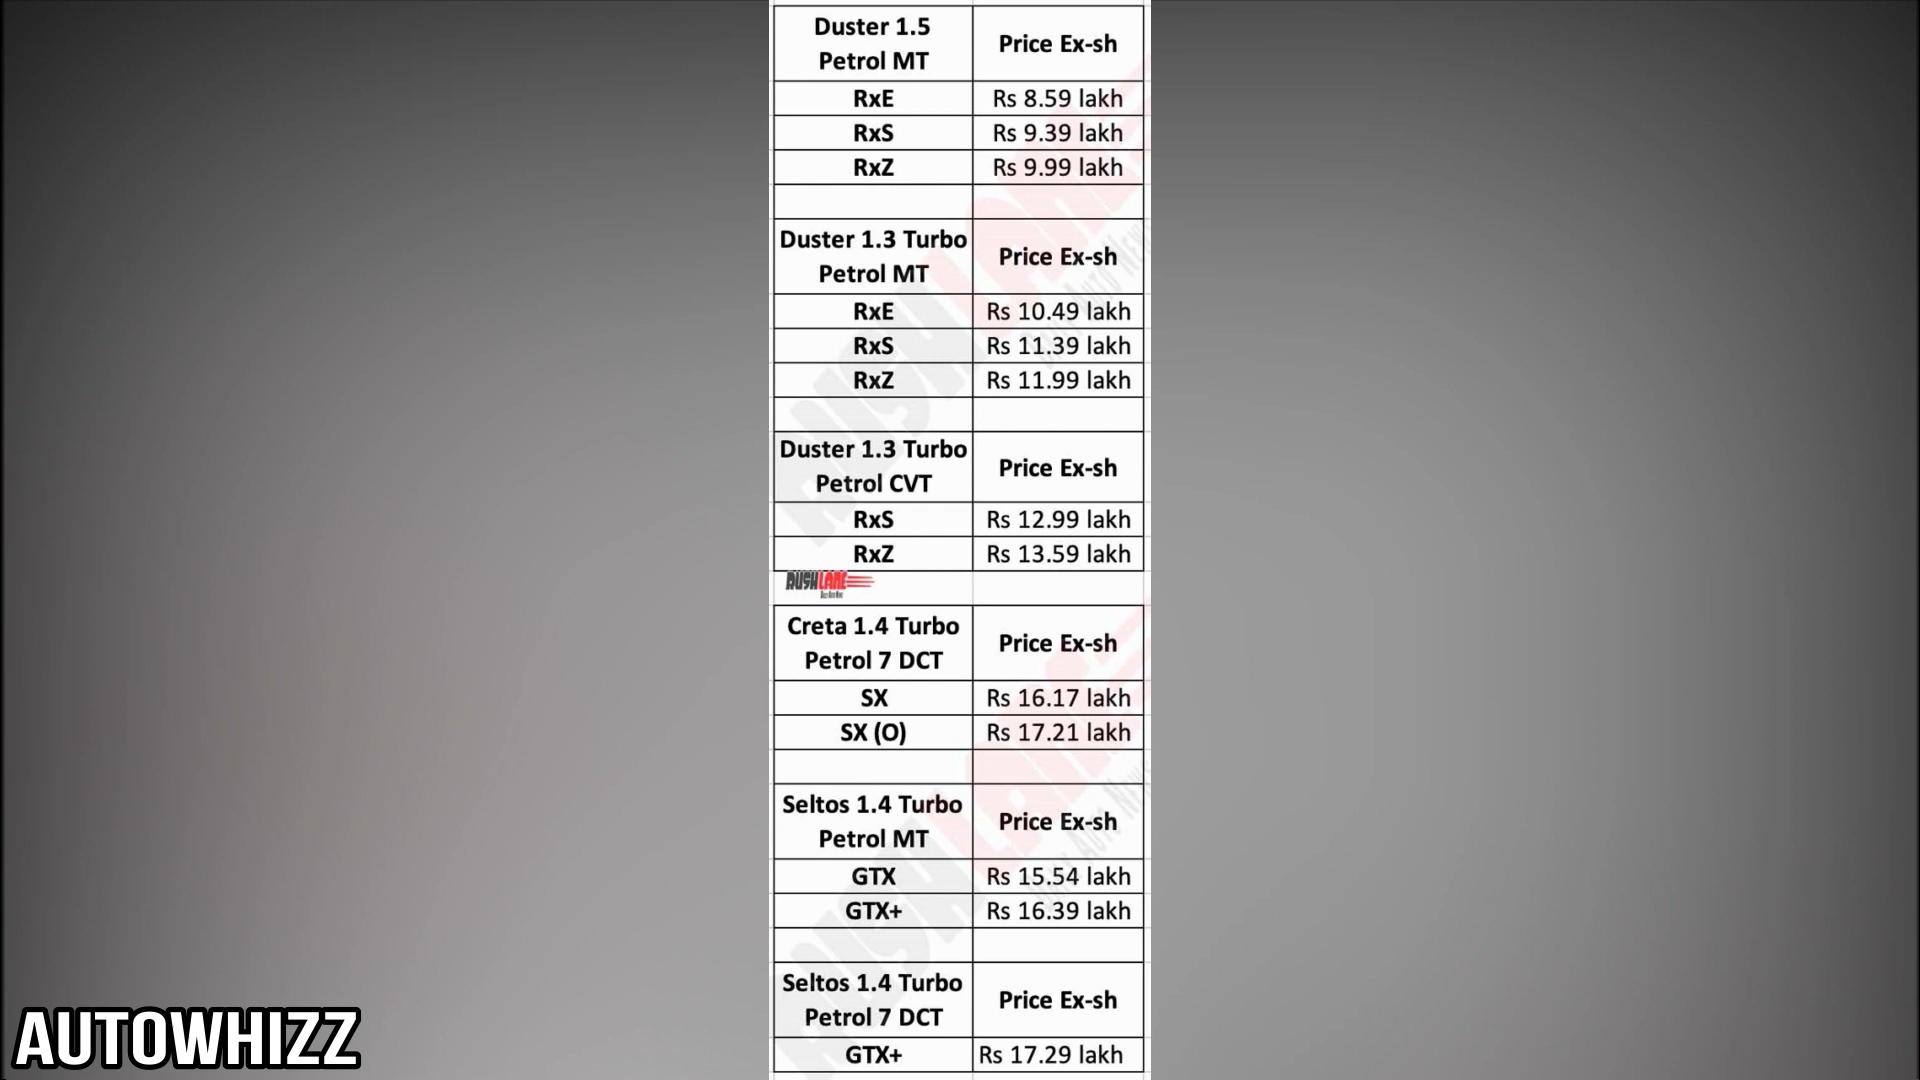 Duster 1.5
Petrol MT
Price Ex-sh
RxE Rs 8.59 lakh
RxS Rs 9.39 lakh
RxZ Rs 9.99 lakh
Duster 1.3 Turbo
Petrol MT
Price Ex-sh
RxE Rs 10.49 lakh
RxS Rs 11.39 lakh
RxZ Rs 11.99 lakh
Duster 1.3 Turbo
Petrol CVT
Price Ex-sh
RxS Rs 12.99 lakh
RxZ Rs 13.59 lakh
RUSHLANE
Creta 1.4 Turbo
Petrol 7 DCT
Price Ex-sh
SX Rs 16.17 lakh
SX (O) Rs 17.21 lakh
Seltos 1.4 Turbo
Petrol MT
Price Ex-sh
GTX Rs 15.54 lakh
GTX+ Rs 16.39 lakh
Seltos 1.4 Turbo
Petrol 7 DCT
Price Ex-sh
GTX+ Rs 17.29 lakh
AUTOWHIZZ